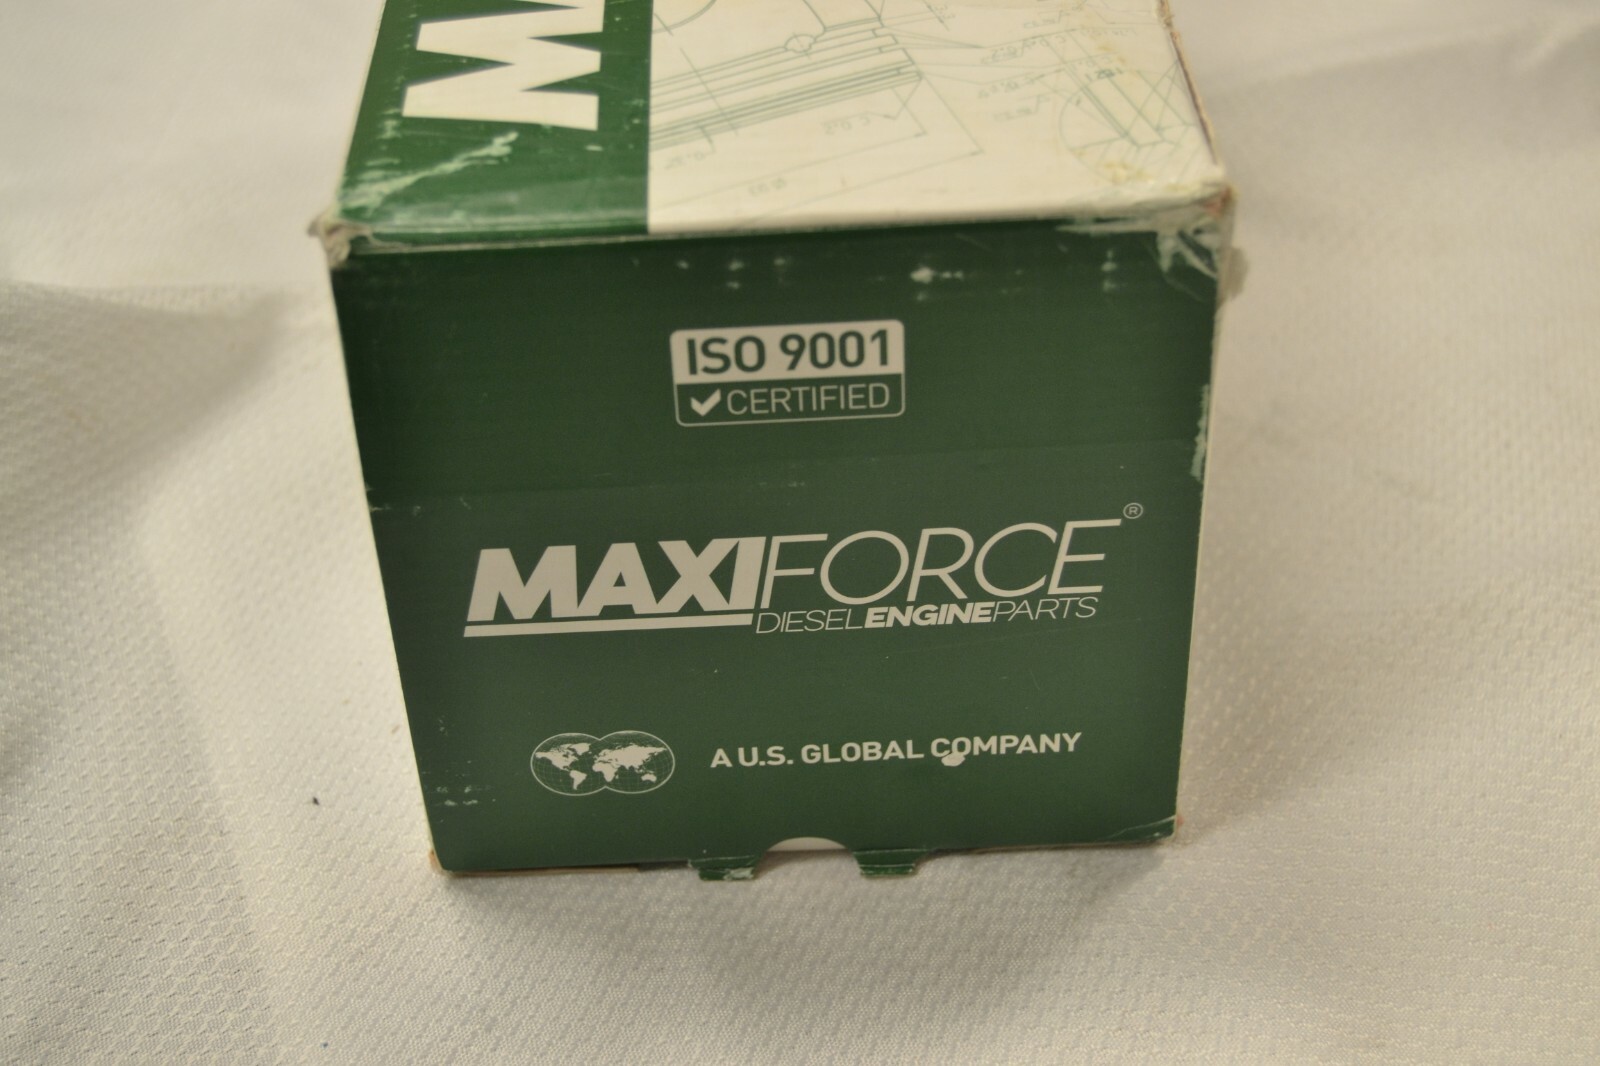 M
ISO 9001
CERTIFIED
MAXIFORCE®
DIESELENGINEPARTS
A U.S. GLOBAL COMPANY